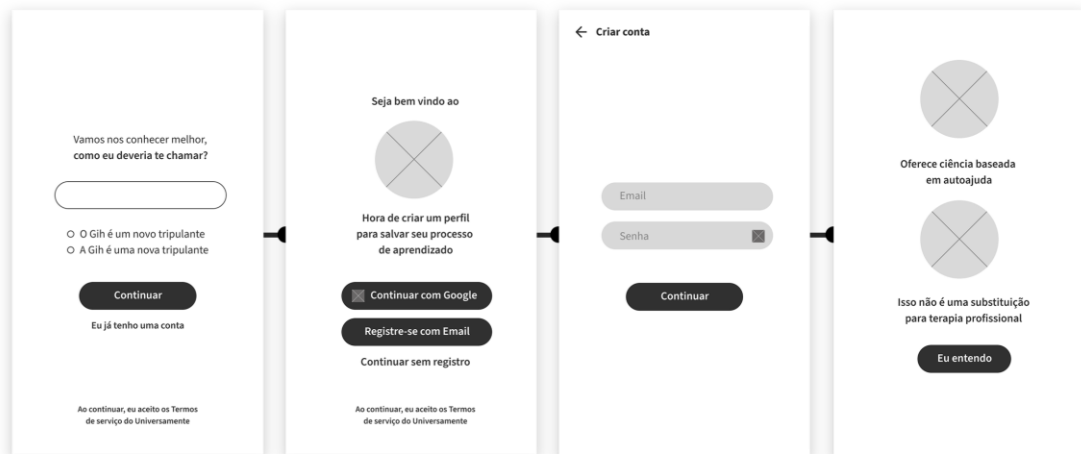 Vamos nos conhecer melhor,
como eu deveria te chamar?
O Gih é um novo tripulante
A Gih é uma nova tripulante
Continuar
Eu já tenho uma conta
Ao continuar, eu aceito os Termos
de serviço do Universamente
Seja bem vindo ao
Hora de criar um perfil
para salvar seu processo
de aprendizado
Continuar com Google
Registre-se com Email
Continuar sem registro
Ao continuar, eu aceito os Termos
de serviço do Universamente
Criar conta
Email
Senha
Continuar
Oferece ciência baseada
em autoajuda
Isso não é uma substituição
para terapia profissional
Eu entendo